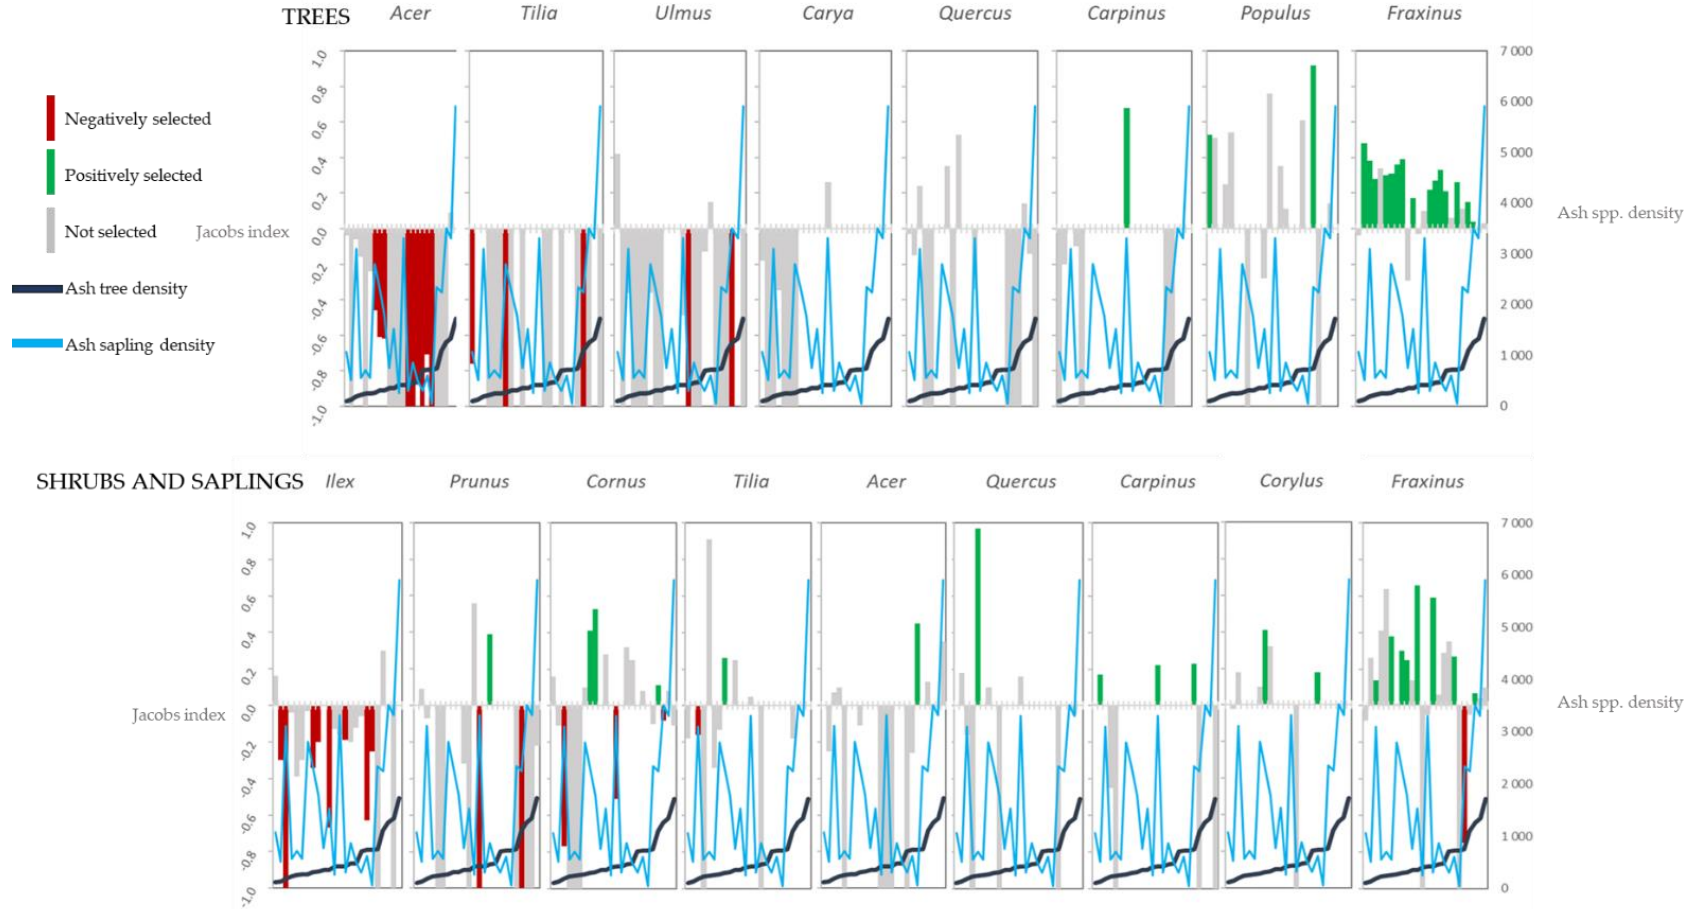 TREES Acer Tilia Ulmus Carya Quercus Carpinus Populus Fraxinus
1.0 0.8 0.6 0.4 0.2 0.0 -0.2 -0.4 -0.6 -0.8 -1.0
7 000
6 000
5 000
4 000
3 000
2 000
1 000
0
Negatively selected
Positively selected
Not selected
Jacobs index
Ash spp. density
Ash tree density
Ash sapling density
SHRUBS AND SAPLINGS Ilex Prunus Cornus Tilia Acer Quercus Carpinus Corylus Fraxinus
1.0 0.8 0.6 0.4 0.2 0.0 -0.2 -0.4 -0.6 -0.8 -1.0
7 000
6 000
5 000
4 000
3 000
2 000
1 000
0
Jacobs index
Ash spp. density